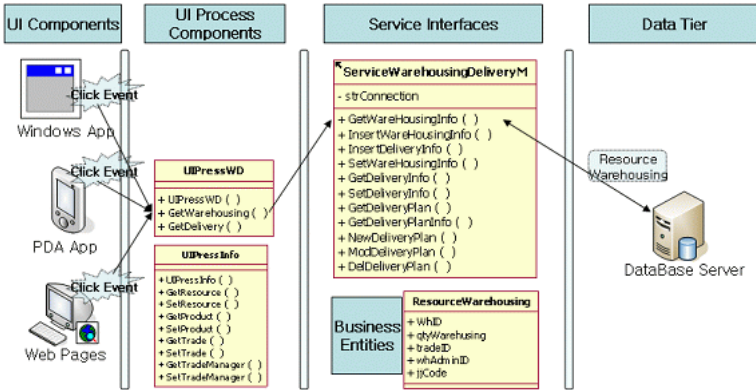 UI Components
UI Process
Components
Service Interfaces
Data Tier
Click Event
Windows App
Click Event
PDA App
Click Event
Web Pages
UIPressWD
+ UIPressWD ( )
+ GetWarehousing ( )
+ GetDelivery ( )
UIPressInfo
+ UIPressInfo ( )
+ GetResource ( )
+ SetResource ( )
+ GetProduct ( )
+ SetProduct ( )
+ GetTrade ( )
+ SetTrade ( )
+ GetTradeManager ( )
+ SetTradeManager ( )
ServiceWarehousingDeliveryM
- strConnection
+ GetWareHousingInfo ( )
+ InsertWareHousingInfo ( )
+ InsertDeliveryInfo ( )
+ SetWareHousingInfo ( )
+ GetDeliveryInfo ( )
+ SetDeliveryInfo ( )
+ GetDeliveryPlan ( )
+ GetDeliveryPlanInfo ( )
+ NewDeliveryPlan ( )
+ ModDeliveryPlan ( )
+ DelDeliveryPlan ( )
Business
Entities
ResourceWarehousing
+ WhID
+ qtyWarehusing
+ tradeID
+ whAdminID
+ jjCode
Resource
Warehousing
DataBase Server